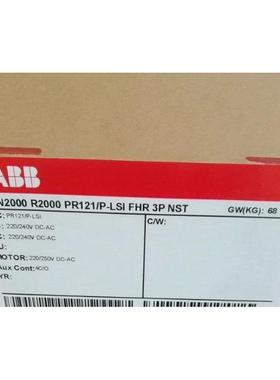 ABB
N2000 R2000 PR121/P-LSI FHR 3P NST GW(KG): 68
: PR121/P-LSI C/W:
: 220/240V DC-AC
: 220/240V DC-AC
U:
MOTOR: 220/250V DC-AC
Aux Cont: 4C/O
YR: